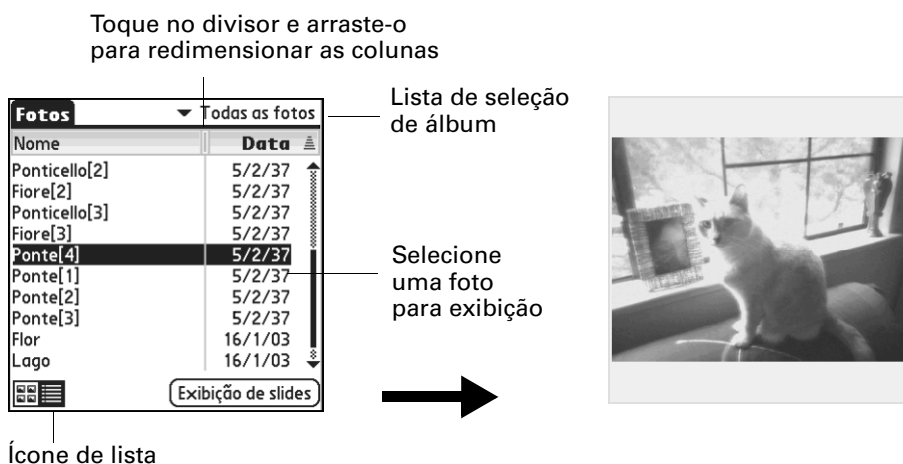 Toque no divisor e arraste-o
para redimensionar as colunas
Fotos
Todas as fotos
Nome Data
Ponticello[2] 5/2/37
Fiore[2] 5/2/37
Ponticello[3] 5/2/37
Fiore[3] 5/2/37
Ponte[4] 5/2/37
Ponte[1] 5/2/37
Ponte[2] 5/2/37
Ponte[3] 5/2/37
Flor 16/1/03
Lago 16/1/03
Exibição de slides
Lista de seleção
de álbum
Selecione
uma foto
para exibição
Ícone de lista